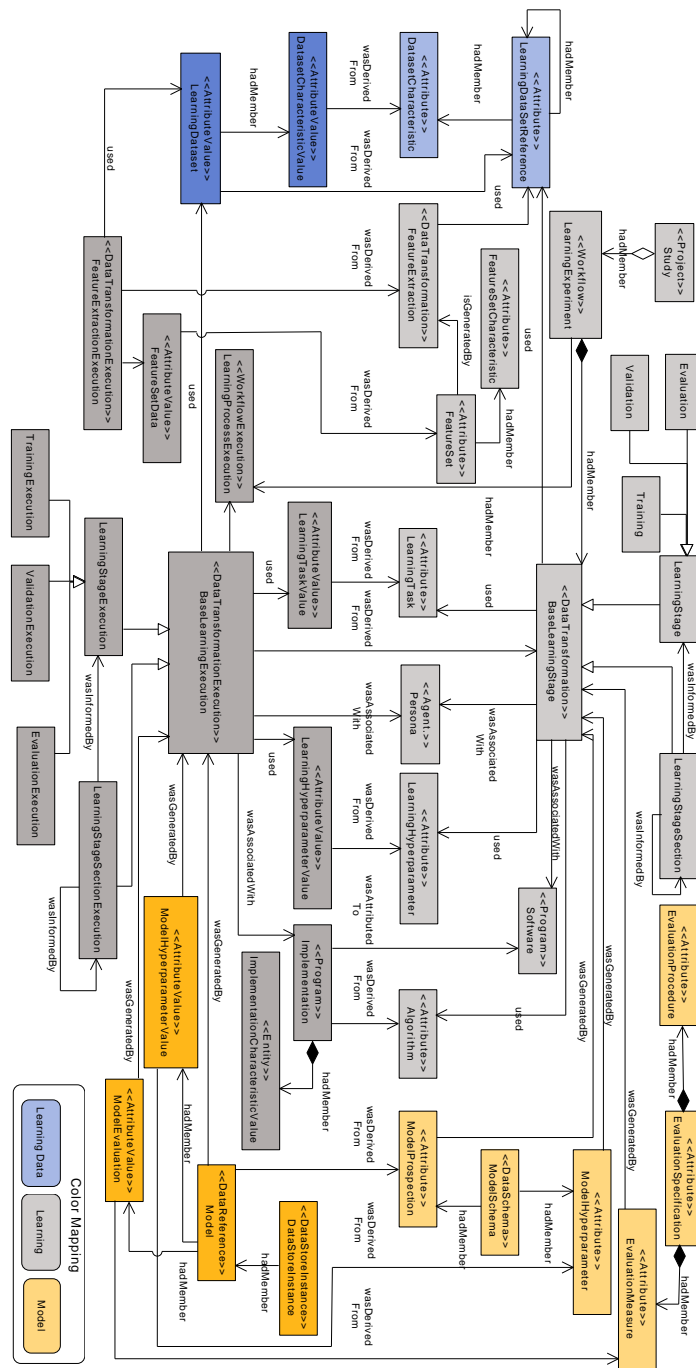 <<Project>>
Study
hadMember
<<Workflow>>
LearningExperiment
hadMember
hadMember
<<Attribute>>
LearningDataSetReference
hadMember
hadMember
<<Attribute>>
DatasetCharacteristic
wasDerived
From
<<AttributeValue>>
DatasetCharacteristicValue
hadMember
<<AttributeValue>>
LearningDataset
wasDerived
From
used
used
used
<<DataTransformation>>
FeatureExtraction
<<Attribute>>
FeatureSetCharacteristic
isGeneratedBy
hadMember
<<Attribute>>
FeatureSet
wasDerived
From
wasDerived
From
<<DataTransformationExecution>>
FeatureExtractionExecution
<<AttributeValue>>
FeatureSetData
<<WorkflowExecution>>
LearningProcessExecution
Evaluation
Validation
Training
LearningStage
wasInformedBy
LearningStageSection
wasInformedBy
<<DataTransformation>>
BaseLearningStage
used
<<Attribute>>
LearningTask
wasDerived
From
<<AttributeValue>>
LearningTaskValue
used
wasDerived
From
<<DataTransformationExecution>>
BaseLearningExecution
wasAssociated
With
<<Agent.>>
Persona
wasAssociated
With
used
<<Attribute>>
LearningHyperparameter
wasDerived
From
<<AttributeValue>>
LearningHyperparameterValue
used
wasAssociatedWith
<<Program>>
Software
used
<<Attribute>>
Algorithm
wasAttributed
To
wasDerived
From
<<Program>>
Implementation
hadMember
<<Entity>>
ImplementationCharacteristicValue
wasAssociatedWith
TrainingExecution
ValidationExecution
EvaluationExecution
LearningStageExecution
wasInformedBy
LearningStageSectionExecution
wasInformedBy
<<Attribute>>
EvaluationProcedure
hadMember
<<Attribute>>
EvaluationSpecification
hadMember
<<Attribute>>
EvaluationMeasure
wasGeneratedBy
wasGeneratedBy
wasGeneratedBy
<<Attribute>>
ModelHyperparameter
hadMember
<<DataSchema>>
ModelSchema
hadMember
<<Attribute>>
ModelProspection
wasDerived
From
wasDerived
From
wasDerived
From
<<DataStoreInstance>>
DataStoreInstance
hadMember
<<DataReference>>
Model
hadMember
hadMember
<<AttributeValue>>
ModelHyperparameterValue
<<AttributeValue>>
ModelEvaluation
wasGeneratedBy
wasGeneratedBy
wasGeneratedBy
Color Mapping
Learning Data
Learning
Model